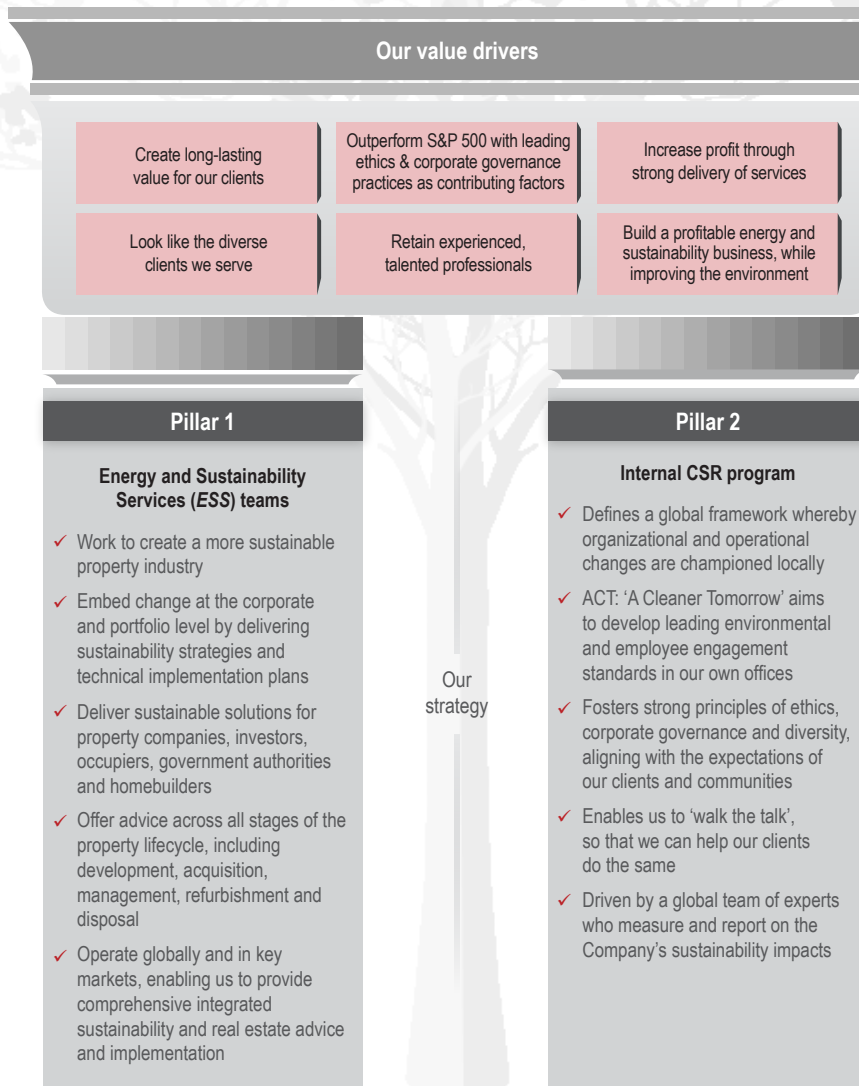 Our value drivers
Create long-lasting
value for our clients
Outperform S&P 500 with leading
ethics & corporate governance
practices as contributing factors
Increase profit through
strong delivery of services
Look like the diverse
clients we serve
Retain experienced,
talented professionals
Build a profitable energy and
sustainability business, while
improving the environment
Pillar 1
Energy and Sustainability
Services (ESS) teams
✓ Work to create a more sustainable
property industry
✓ Embed change at the corporate
and portfolio level by delivering
sustainability strategies and
technical implementation plans
✓ Deliver sustainable solutions for
property companies, investors,
occupiers, government authorities
and homebuilders
✓ Offer advice across all stages of the
property lifecycle, including
development, acquisition,
management, refurbishment and
disposal
✓ Operate globally and in key
markets, enabling us to provide
comprehensive integrated
sustainability and real estate advice
and implementation
Our
strategy
Pillar 2
Internal CSR program
✓ Defines a global framework whereby
organizational and operational
changes are championed locally
✓ ACT: ‘A Cleaner Tomorrow’ aims
to develop leading environmental
and employee engagement
standards in our own offices
✓ Fosters strong principles of ethics,
corporate governance and diversity,
aligning with the expectations of
our clients and communities
✓ Enables us to ‘walk the talk’,
so that we can help our clients
do the same
✓ Driven by a global team of experts
who measure and report on the
Company’s sustainability impacts